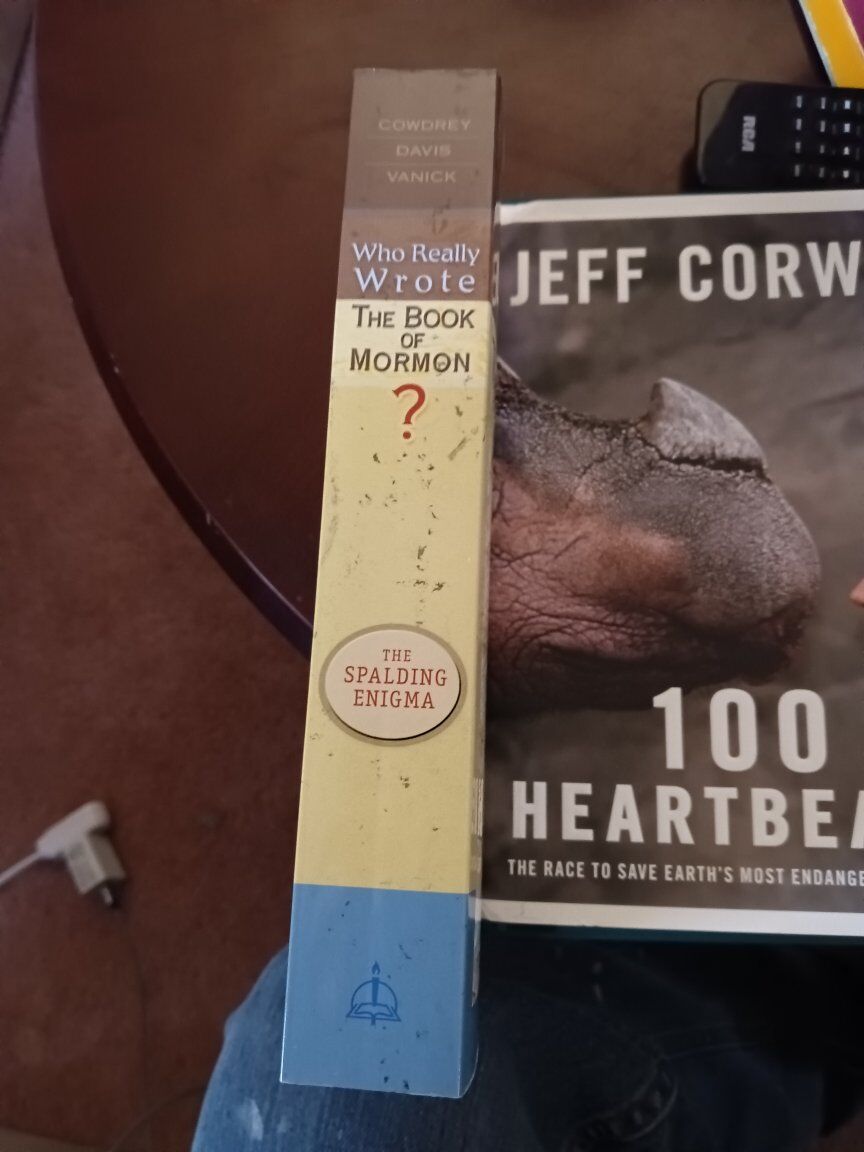 COWDREY
DAVIS
VANICK
Who Really
Wrote
THE BOOK
OF
MORMON
?
THE
SPALDING
ENIGMA
RCA
JEFF CORW
100
HEARTBEA
THE RACE TO SAVE EARTH'S MOST ENDANGE